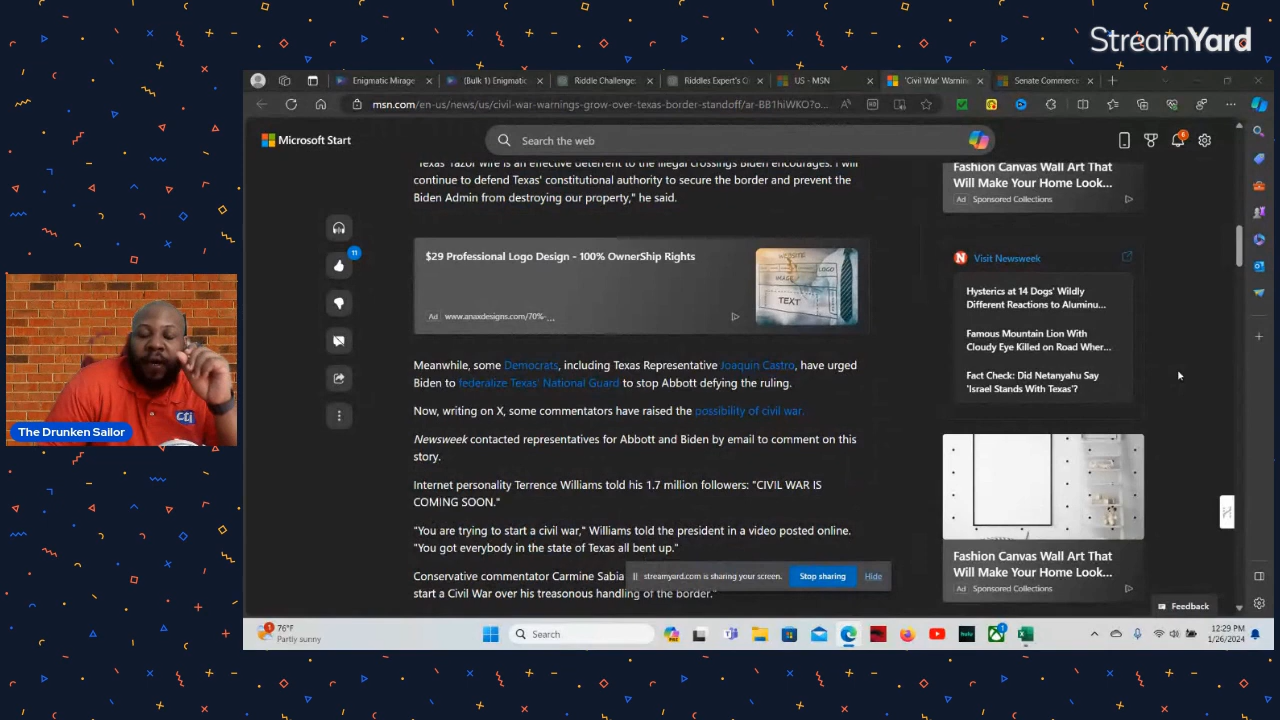 StreamYard
Enigmatic Mirage
(Bulk 1) Enigmatic
Riddle Challenge
Riddles Expert's G
US - MSN
'Civil War' Warnin
Senate Commerce
msn.com/en-us/news/us/civil-war-warnings-grow-over-texas-border-standoff/ar-BB1hiWKO?o...
Microsoft Start
Search the web
6
"Texas' razor wire is an effective deterrent to the illegal crossings Biden encourages. I will
continue to defend Texas' constitutional authority to secure the border and prevent the
Biden Admin from destroying our property," he said.
Fashion Canvas Wall Art That
Will Make Your Home Look...
Ad Sponsored Collections
11
$29 Professional Logo Design - 100% OwnerShip Rights
Ad www.anaxdesigns.com/70%-...
WEBSITE
IMAGE
LOGO
TEXT
Visit Newsweek
Hysterics at 14 Dogs' Wildly
Different Reactions to Aluminu...
Famous Mountain Lion With
Cloudy Eye Killed on Road Wher...
Fact Check: Did Netanyahu Say
'Israel Stands With Texas'?
Meanwhile, some Democrats, including Texas Representative Joaquin Castro, have urged
Biden to federalize Texas' National Guard to stop Abbott defying the ruling.
Now, writing on X, some commentators have raised the possibility of civil war.
Newsweek contacted representatives for Abbott and Biden by email to comment on this
story.
Internet personality Terrence Williams told his 1.7 million followers: "CIVIL WAR IS
COMING SOON."
"You are trying to start a civil war," Williams told the president in a video posted online.
"You got everybody in the state of Texas all bent up."
Conservative commentator Carmine Sabia
start a Civil War over his treasonous handling of the border."
streamyard.com is sharing your screen.
Stop sharing
Hide
Fashion Canvas Wall Art That
Will Make Your Home Look...
Ad Sponsored Collections
Feedback
The Drunken Sailor
1
76°F
Partly sunny
Search
hulu
1
12:29 PM
1/26/2024